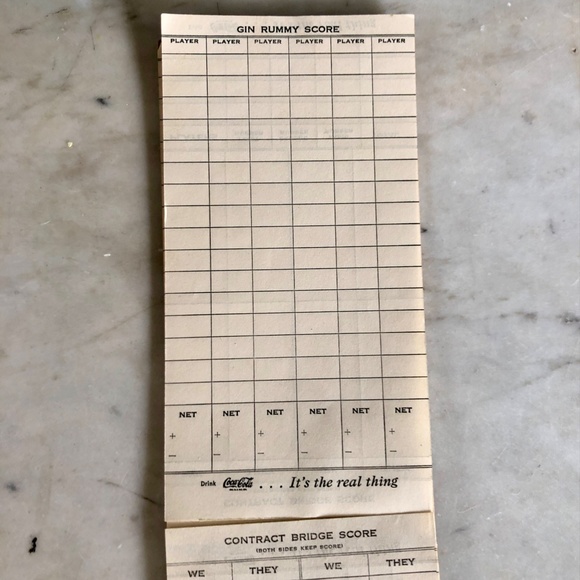 GIN RUMMY SCORE
PLAYER PLAYER PLAYER PLAYER PLAYER PLAYER
NET NET NET NET NET NET
+ + + + + +
– – – – – –
Drink Coca-Cola . . . It's the real thing
CONTRACT BRIDGE SCORE
(BOTH SIDES KEEP SCORE)
WE THEY WE THEY